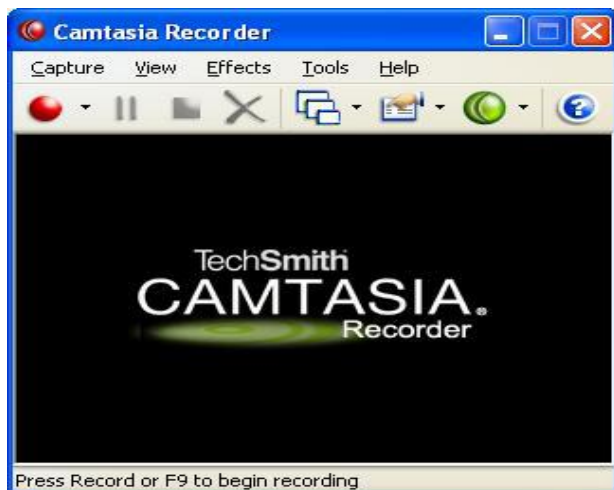 Camtasia Recorder
Capture View Effects Tools Help
TechSmith
CAMTASIA®
Recorder
Press Record or F9 to begin recording